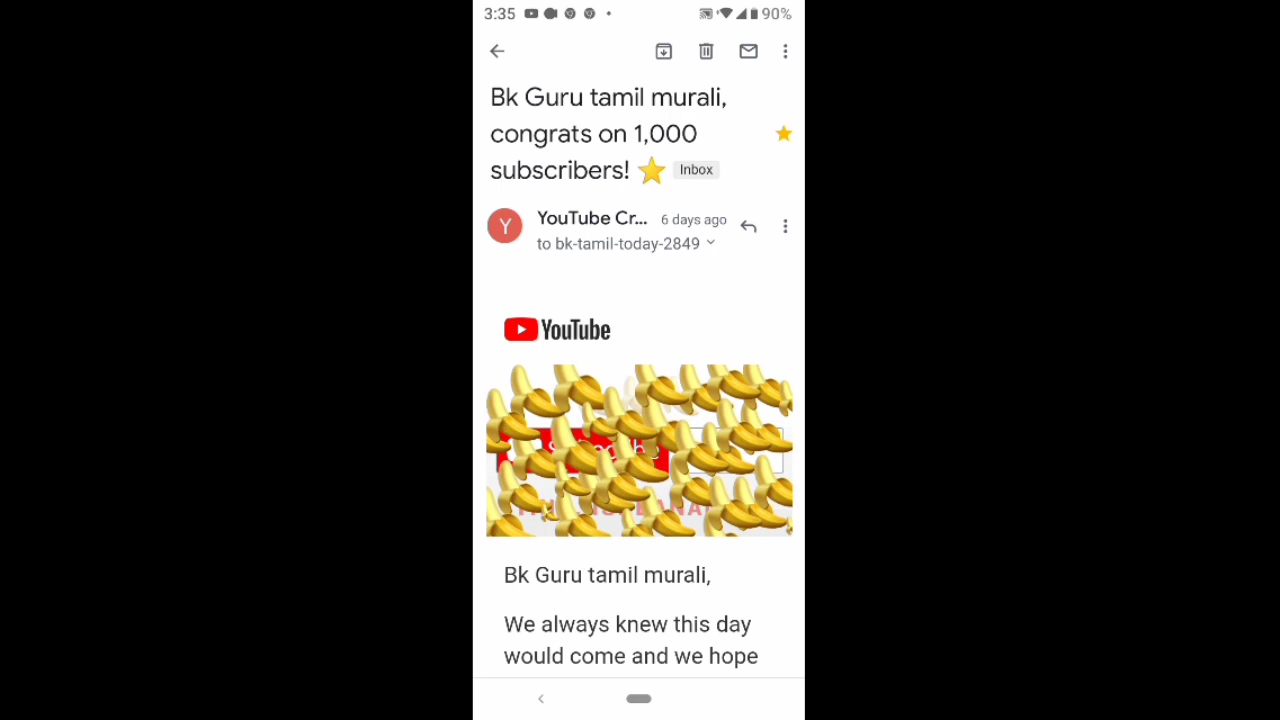 3:35
90%
Bk Guru tamil murali,
congrats on 1,000
subscribers! ⭐ Inbox
Y
YouTube Cr... 6 days ago
to bk-tamil-today-2849
YouTube
Bk Guru tamil murali,
We always knew this day
would come and we hope